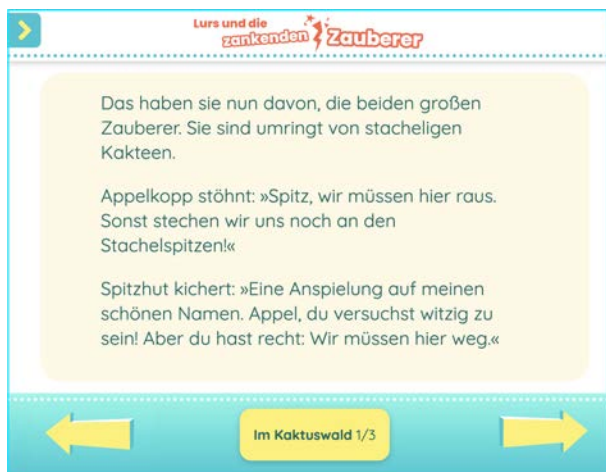 Lurs und die
zankenden Zauberer
Das haben sie nun davon, die beiden großen
Zauberer. Sie sind umringt von stacheligen
Kakteen.
Appelkopp stöhnt: »Spitz, wir müssen hier raus.
Sonst stechen wir uns noch an den
Stachelspitzen!«
Spitzhut kichert: »Eine Anspielung auf meinen
schönen Namen. Appel, du versuchst witzig zu
sein! Aber du hast recht: Wir müssen hier weg.«
Im Kaktuswald 1/3